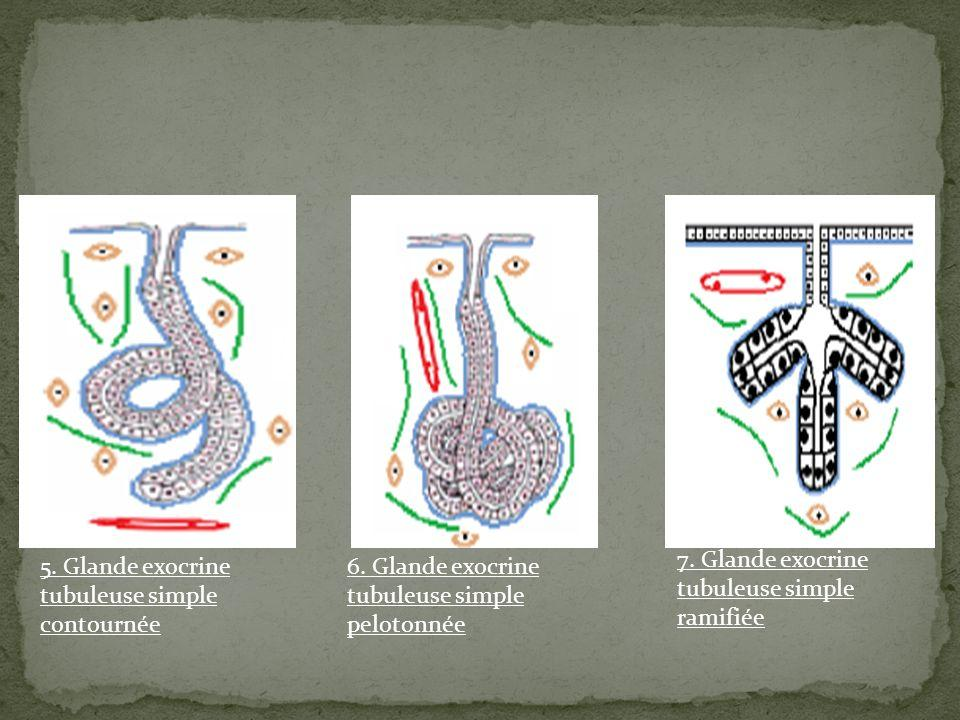 5. Glande exocrine
tubuleuse simple
contournée
6. Glande exocrine
tubuleuse simple
pelotonnée
7. Glande exocrine
tubuleuse simple
ramifiée